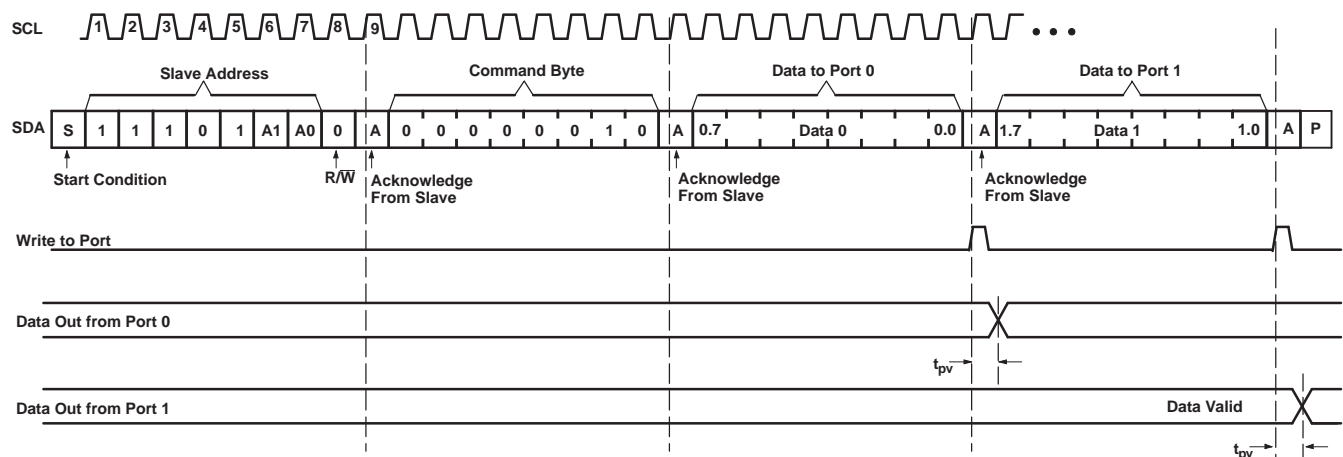 SCL 1 2 3 4 5 6 7 8 9 • • •
Slave Address Command Byte Data to Port 0 Data to Port 1
SDA S 1 1 1 0 1 A1 A0 0 A 0 0 0 0 0 0 1 0 A 0.7 Data 0 0.0 A 1.7 Data 1 1.0 A P
Start Condition R/W̅ Acknowledge From Slave Acknowledge From Slave Acknowledge From Slave
Write to Port
Data Out from Port 0
tpv
Data Out from Port 1 Data Valid
tpv